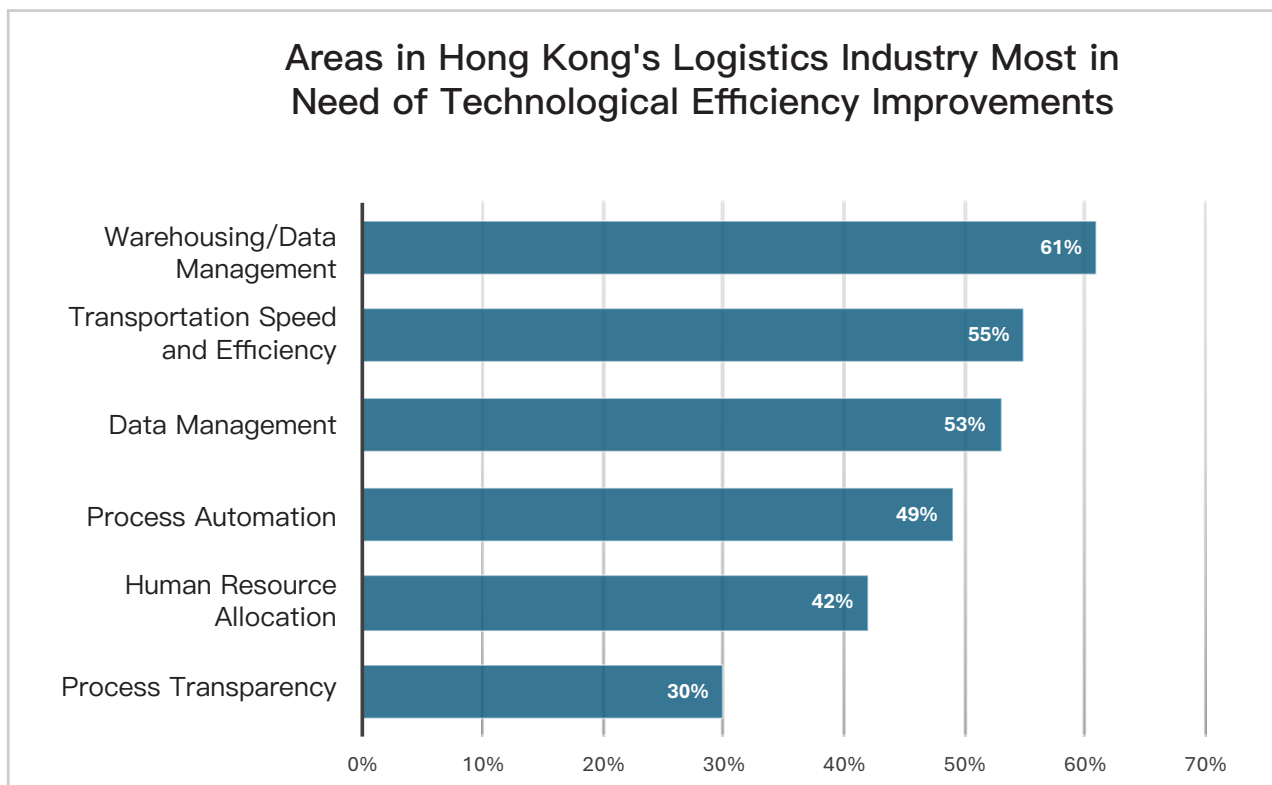 Areas in Hong Kong's Logistics Industry Most in
Need of Technological Efficiency Improvements
Warehousing/Data
Management
61%
Transportation Speed
and Efficiency
55%
Data Management
53%
Process Automation
49%
Human Resource
Allocation
42%
Process Transparency
30%
0% 10% 20% 30% 40% 50% 60% 70%